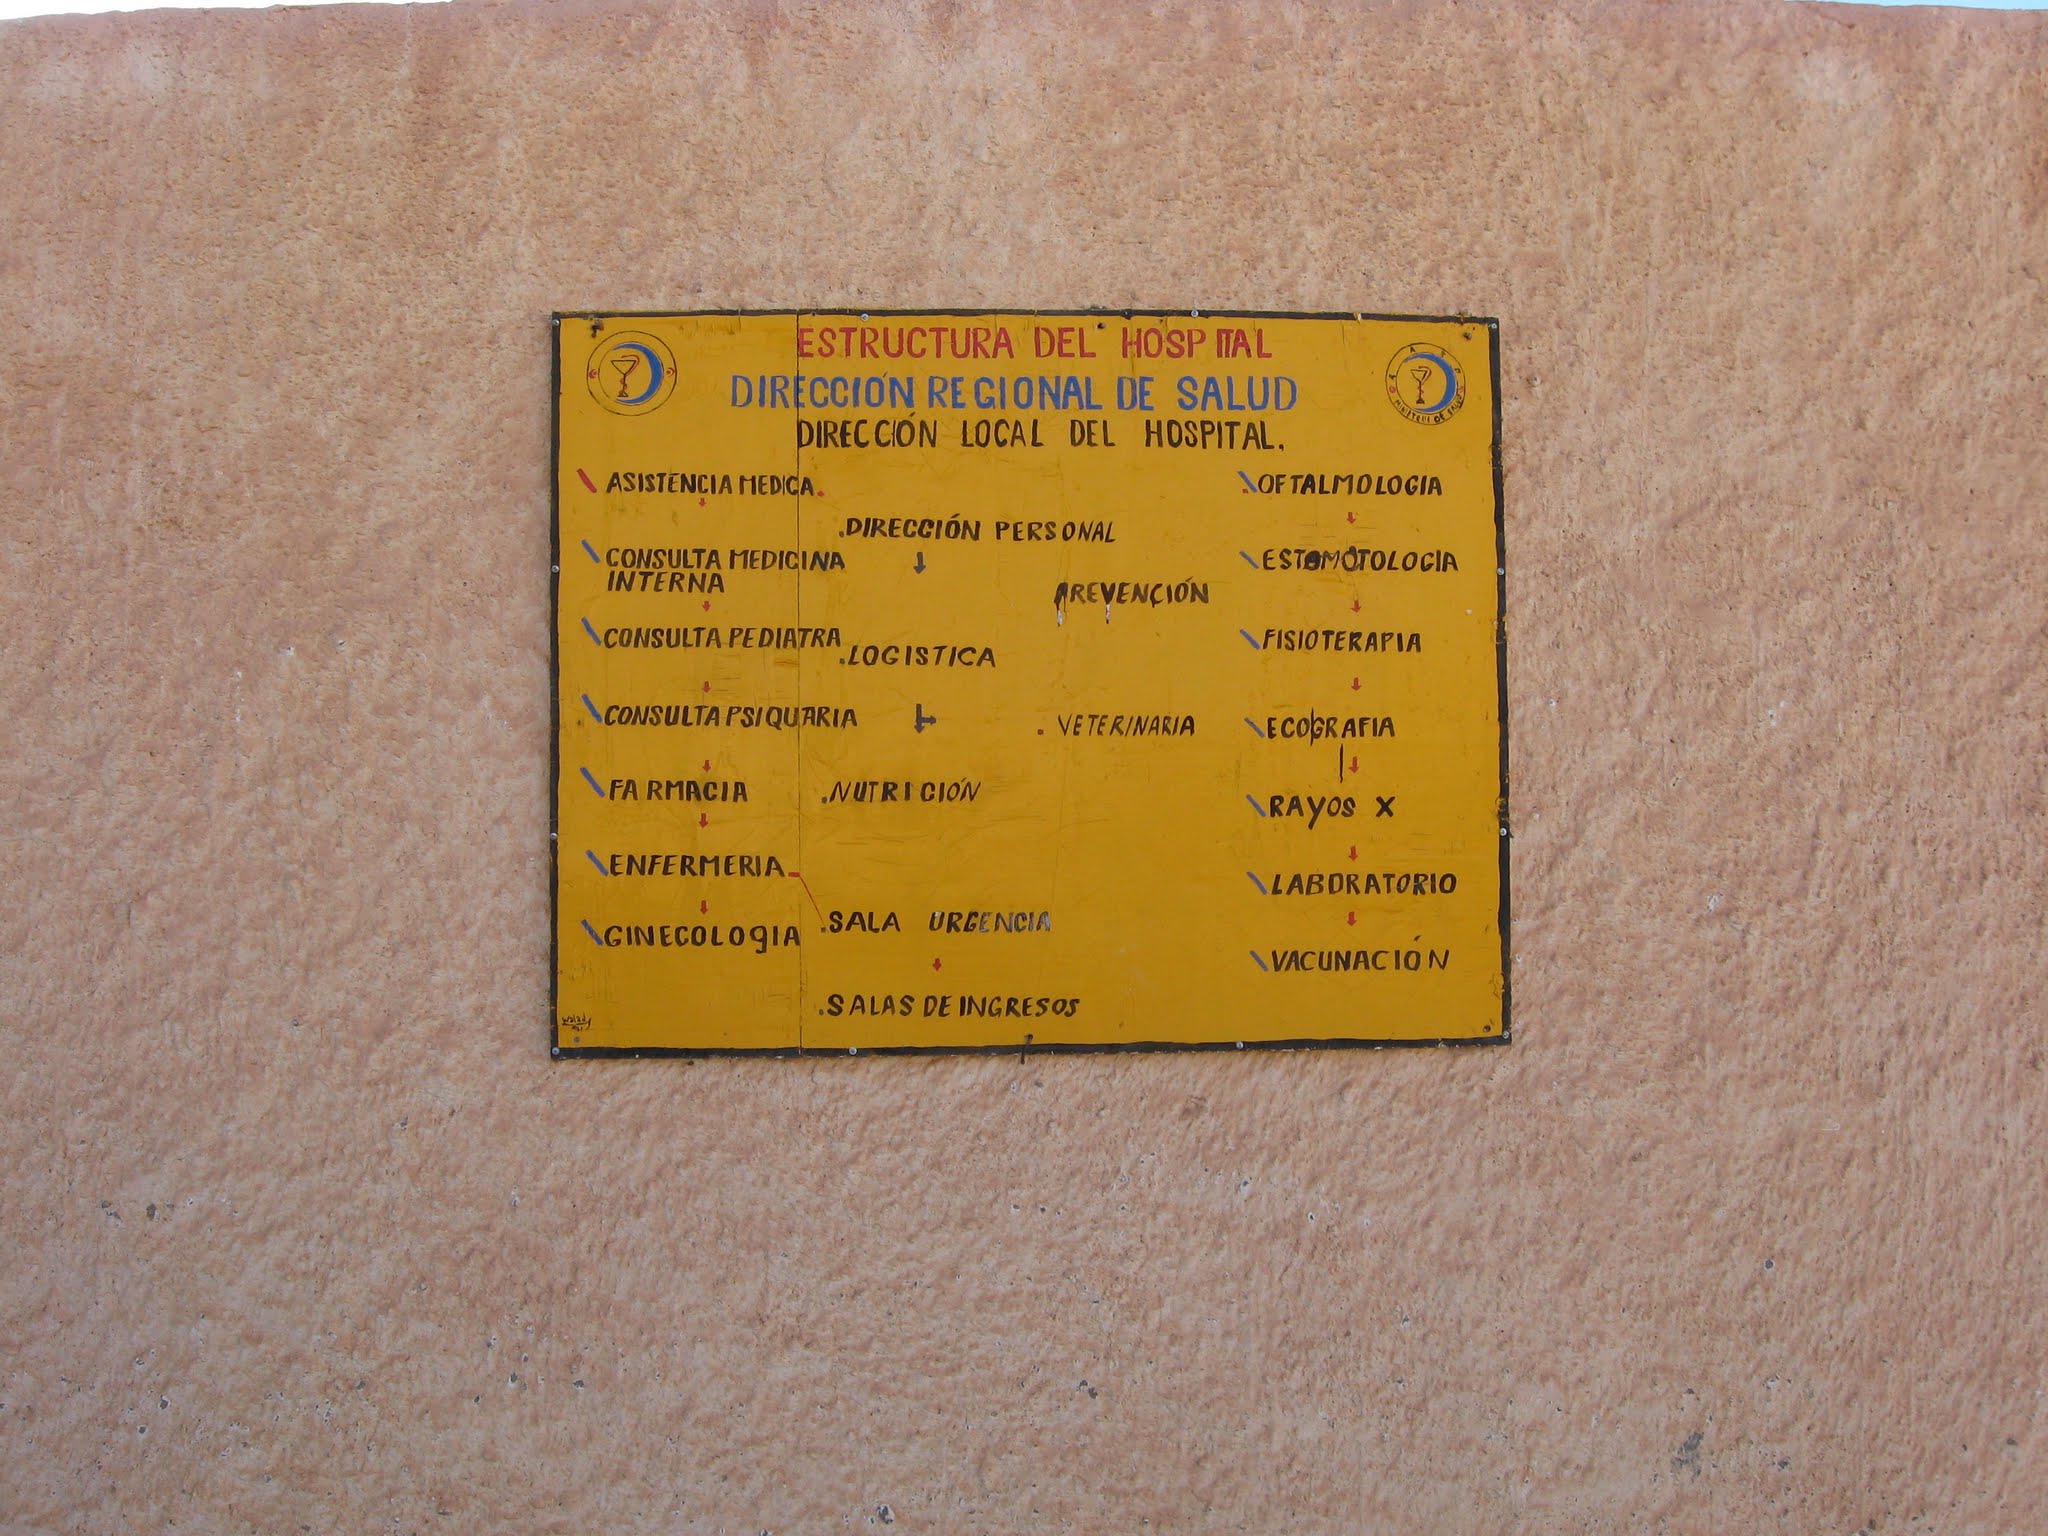 ESTRUCTURA DEL HOSPITAL
DIRECCIÓN REGIONAL DE SALUD
DIRECCIÓN LOCAL DEL HOSPITAL.
ASISTENCIA MEDICA.
CONSULTA MEDICINA
INTERNA
CONSULTA PEDIATRA
CONSULTA PSIQUTARIA
FARMACIA
ENFERMERIA
GINECOLOgIA
.DIRECCIÓN PERSONAL
PREVENCIÓN
.LOGISTICA
. VETERINARIA
.NUTRICIÓN
.SALA URGENCIA
.SALAS DE INGRESOS
OFTALMOLOGIA
ESTOMOTOLOGIA
FISIOTERAPIA
ECOGRAFIA
RAYOS X
LABORATORIO
VACUNACIÓN